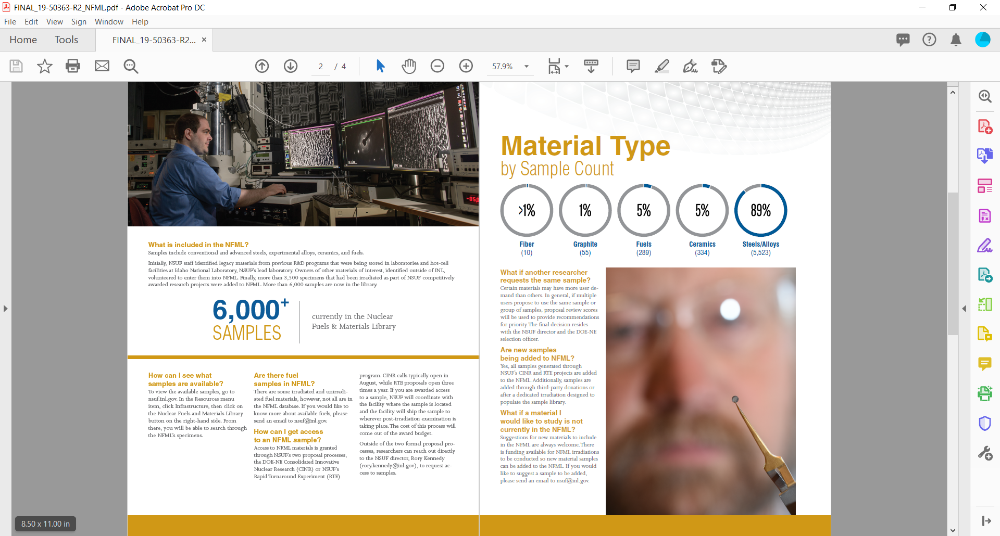 FINAL_19-50363-R2_NFML.pdf - Adobe Acrobat Pro DC
File Edit View Sign Window Help
Home Tools FINAL_19-50363-R2... ×
2 / 4 57.9%
What is included in the NFML?
Samples include conventional and advanced steels, experimental alloys, ceramics, and fuels.
Initially, NSUF staff identified legacy materials from previous R&D programs that were being stored in laboratories and hot-cell
facilities at Idaho National Laboratory, NSUF's lead laboratory. Owners of other materials of interest, identified outside of INL,
volunteered to enter them into NFML. Finally, more than 3,500 specimens that had been irradiated as part of NSUF competitively
awarded research projects were added to NFML. More than 6,000 samples are now in the library.
6,000+
SAMPLES
currently in the Nuclear
Fuels & Materials Library
How can I see what
samples are available?
To view the available samples, go to
nsuf.inl.gov. In the Resources menu
item, click Infrastructure, then click on
the Nuclear Fuels and Materials Library
button on the right-hand side. From
there, you will be able to search through
the NFML's specimens.
Are there fuel
samples in NFML?
There are some irradiated and unirradi-
ated fuel materials, however, not all are in
the NFML database. If you would like to
know more about available fuels, please
send an email to nsuf@inl.gov.
How can I get access
to an NFML sample?
Access to NFML materials is granted
through NSUF's two proposal processes,
the DOE-NE Consolidated Innovative
Nuclear Research (CINR) or NSUF's
Rapid Turnaround Experiment (RTE)
program. CINR calls typically open in
August, while RTE proposals open three
times a year. If you are awarded access
to a sample, NSUF will coordinate with
the facility where the sample is located
and the facility will ship the sample to
wherever post-irradiation examination is
taking place. The cost of this process will
come out of the award budget.
Outside of the two formal proposal pro-
cesses, researchers can reach out directly
to the NSUF director, Rory Kennedy
(rory.kennedy@inl.gov), to request ac-
cess to samples.
Material Type
by Sample Count
>1% 1% 5% 5% 89%
Fiber Graphite Fuels Ceramics Steels/Alloys
(10) (55) (289) (334) (5,523)
What if another researcher
requests the same sample?
Certain materials may have more user de-
mand than others. In general, if multiple
users propose to use the same sample or
group of samples, proposal review scores
will be used to provide recommendations
for priority. The final decision resides
with the NSUF director and the DOE-NE
selection officer.
Are new samples
being added to NFML?
Yes, all samples generated through
NSUF's CINR and RTE projects are added
to the NFML. Additionally, samples are
added through third-party donations or
after a dedicated irradiation designed to
populate the sample library.
What if a material I
would like to study is not
currently in the NFML?
Suggestions for new materials to include
in the NFML are always welcome. There
is funding available for NFML irradiations
to be conducted so new material samples
can be added to the NFML. If you would
like to suggest a sample to be added,
please send an email to nsuf@inl.gov.
8.50 x 11.00 in